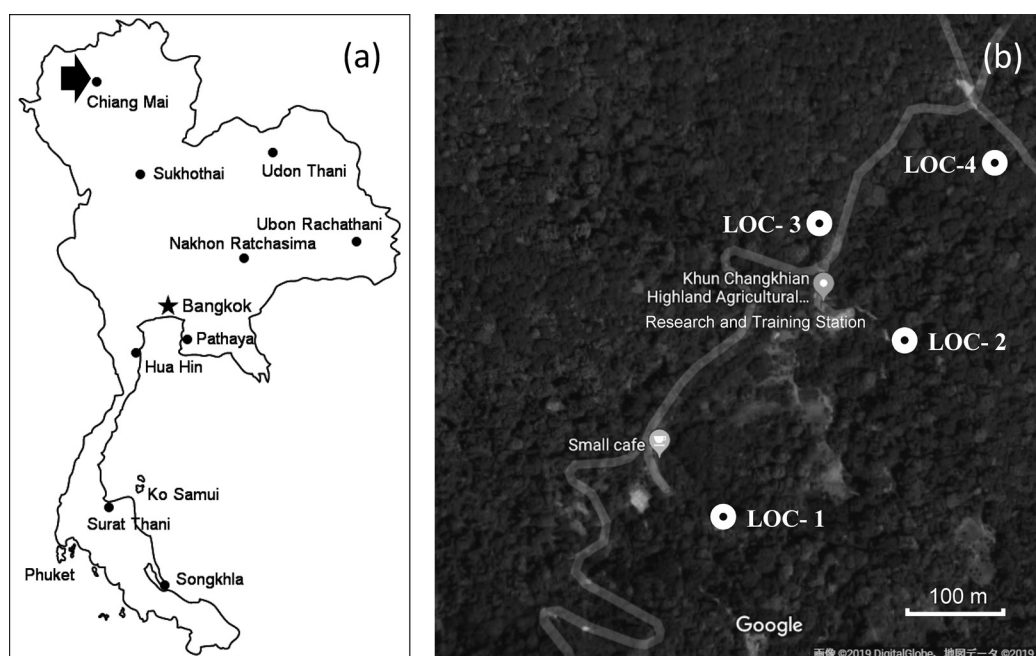 (a)
Chiang Mai
Sukhothai
Udon Thani
Ubon Rachathani
Nakhon Ratchasima
Bangkok
Pathaya
Hua Hin
Ko Samui
Surat Thani
Phuket
Songkhla
(b)
LOC-4
LOC- 3
Khun Changkhian
Highland Agricultural...
Research and Training Station
LOC- 2
Small cafe
LOC- 1
100 m
Google
画像 ©2019 DigitalGlobe、地図データ ©2019